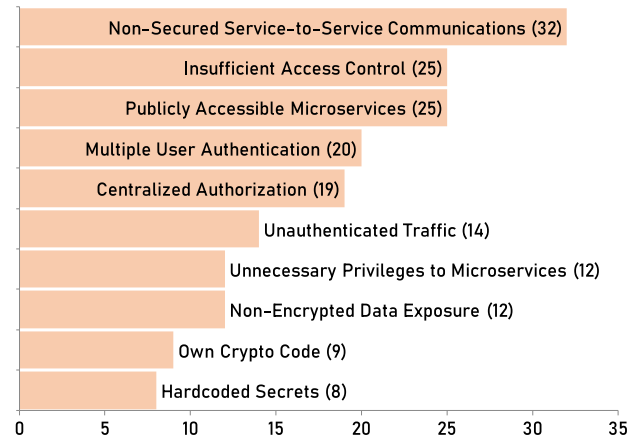 Non-Secured Service-to-Service Communications (32)
Insufficient Access Control (25)
Publicly Accessible Microservices (25)
Multiple User Authentication (20)
Centralized Authorization (19)
Unauthenticated Traffic (14)
Unnecessary Privileges to Microservices (12)
Non-Encrypted Data Exposure (12)
Own Crypto Code (9)
Hardcoded Secrets (8)
0 5 10 15 20 25 30 35